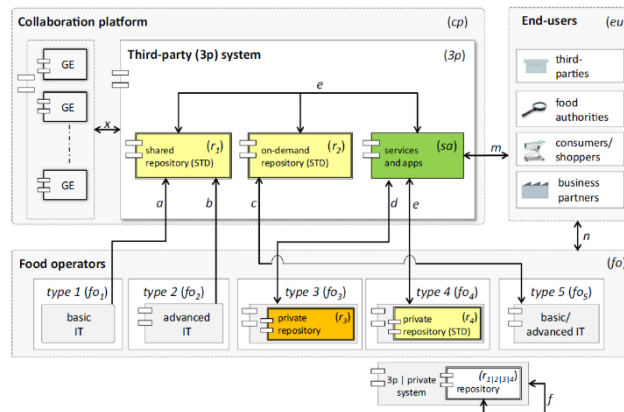 Collaboration platform (cp)
End-users (eu
GE
GE
GE
x
Third-party (3p) system (3p)
e
shared repository (STD) (r1)
on-demand repository (STD) (r2)
services and apps (sa)
m
third-parties
food authorities
consumers/shoppers
business partners
a
b
c
d
e
n
Food operators (fo)
type 1 (fo1)
basic IT
type 2 (fo2)
advanced IT
type 3 (fo3)
private repository (r3)
type 4 (fo4)
private repository (STD) (r4)
type 5 (fo5)
basic/advanced IT
3p | private system
(r1|2|3|4) repository
f